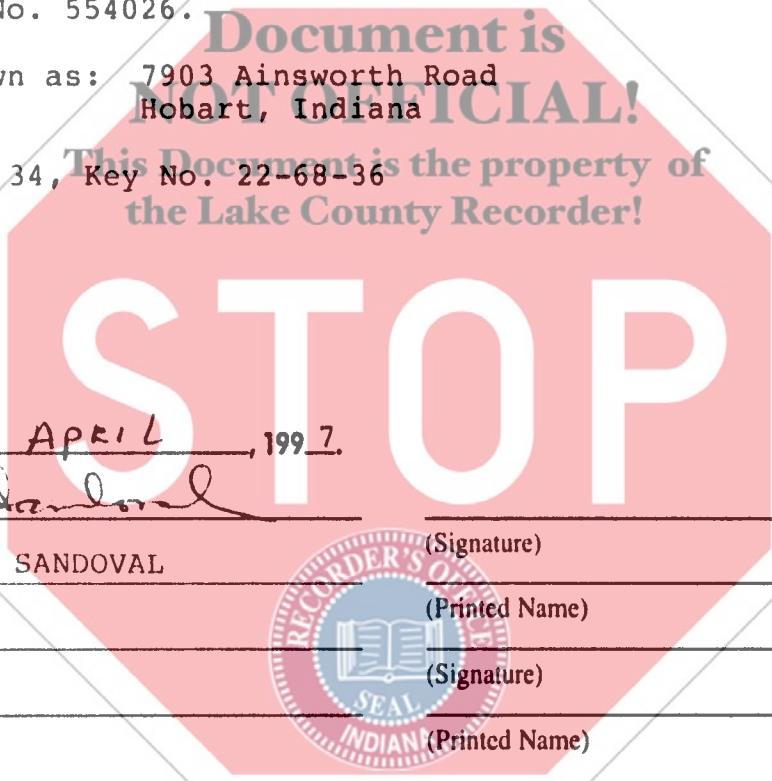 No. 554026.
Document is
wn as: 7903 Ainsworth Road
NOT OFFICIAL!
Hobart, Indiana
This Document is the property of
34, Key No. 22-68-36
the Lake County Recorder!
STOP
APRIL, 1997.
Sandoval
(Signature)
SANDOVAL
(Printed Name)
(Signature)
(Printed Name)
RECORDER'S OFFICE
SEAL
INDIANA